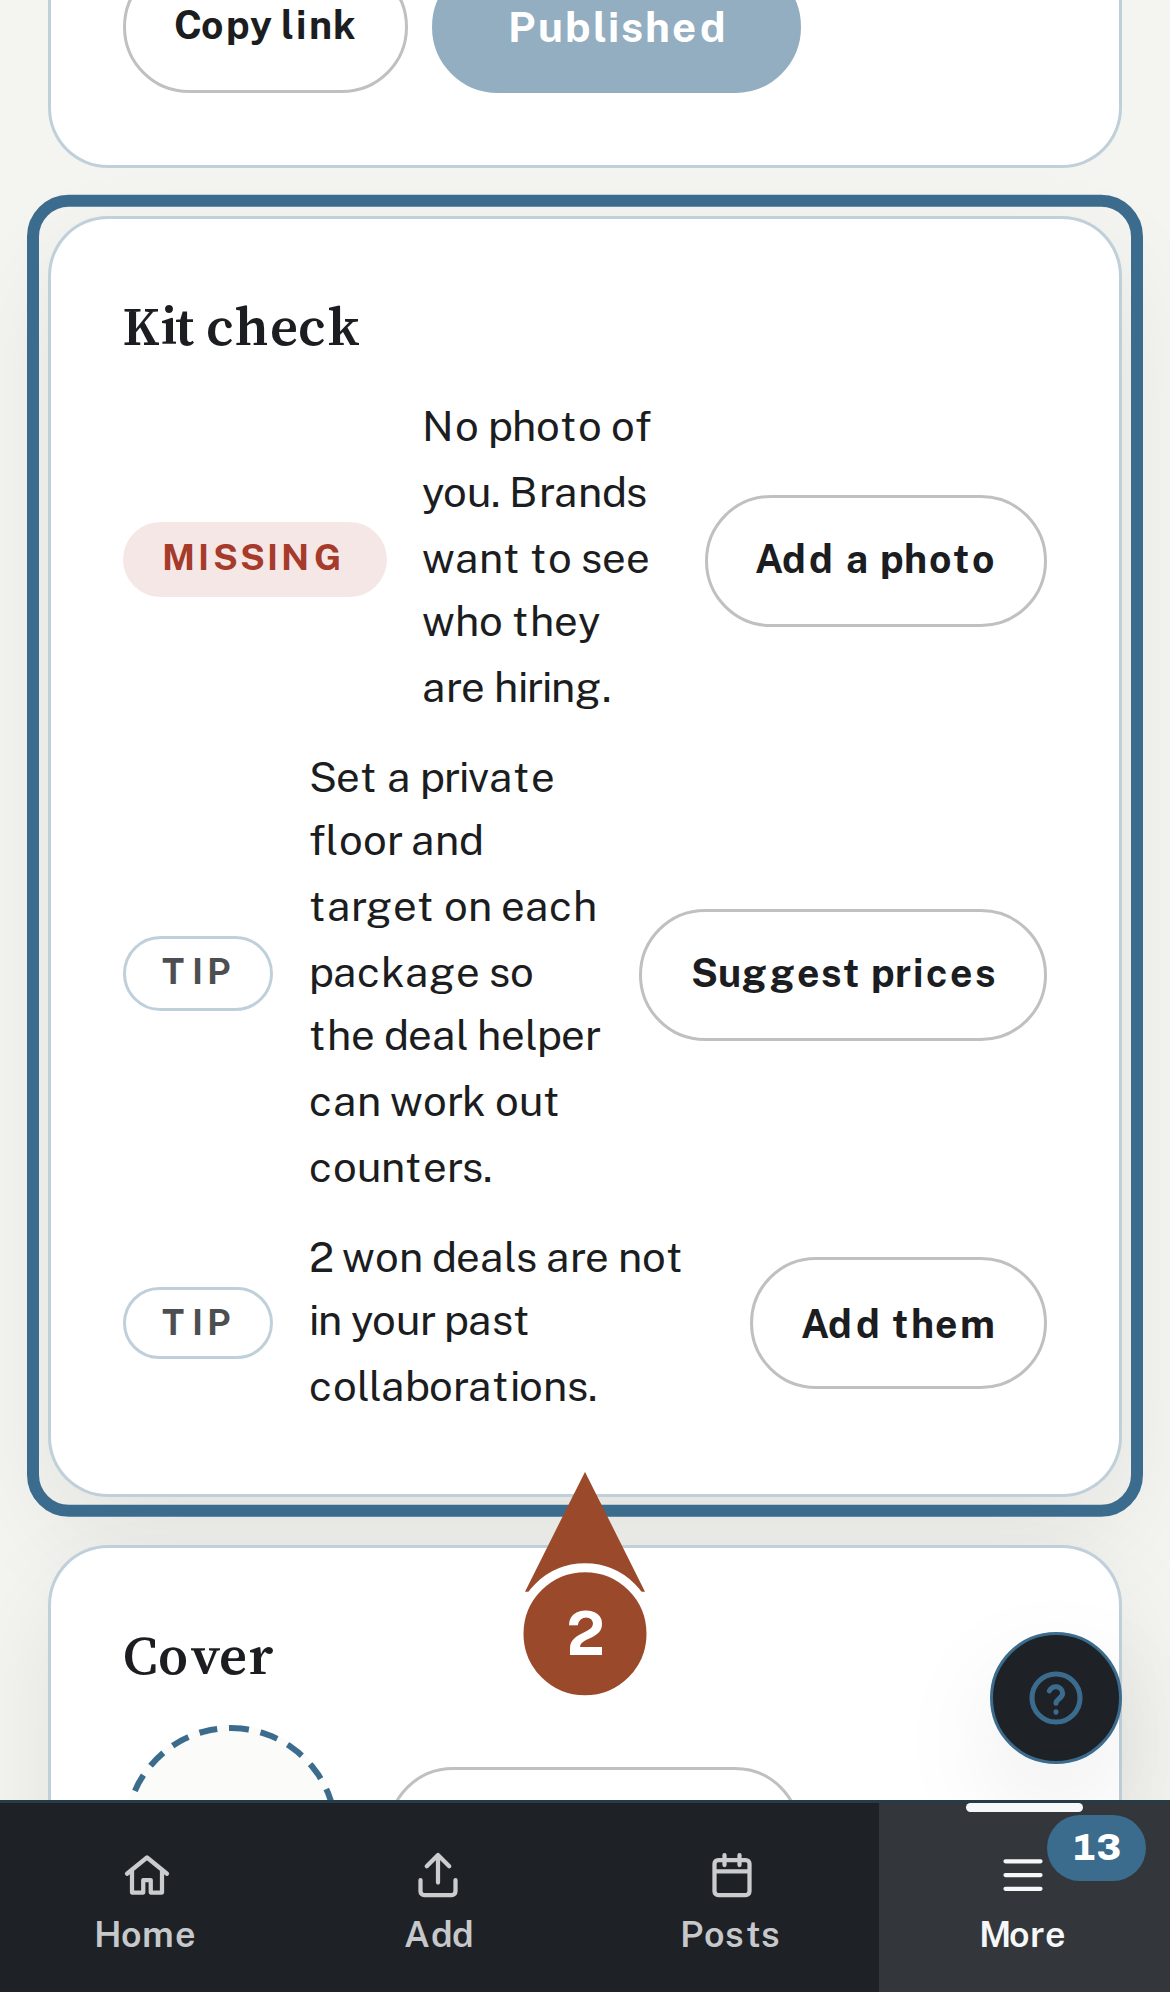 Copy link
Published
Kit check
MISSING
No photo of
you. Brands
want to see
who they
are hiring.
Add a photo
TIP
Set a private
floor and
target on each
package so
the deal helper
can work out
counters.
Suggest prices
TIP
2 won deals are not
in your past
collaborations.
Add them
2
Cover
?
13
Home
Add
Posts
More